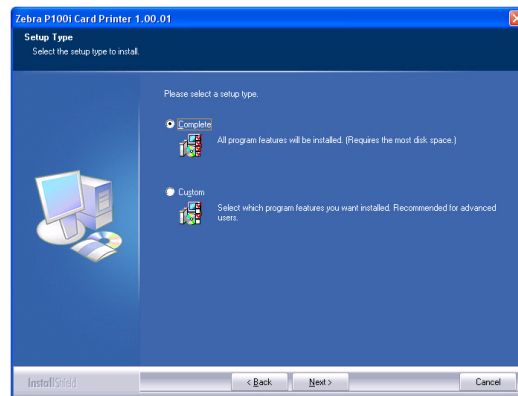 Zebra P100i Card Printer 1.00.01
Setup Type
Select the setup type to install.
Please select a setup type.
Complete
All program features will be installed. (Requires the most disk space.)
Custom
Select which program features you want installed. Recommended for advanced
users.
InstallShield
< Back
Next >
Cancel